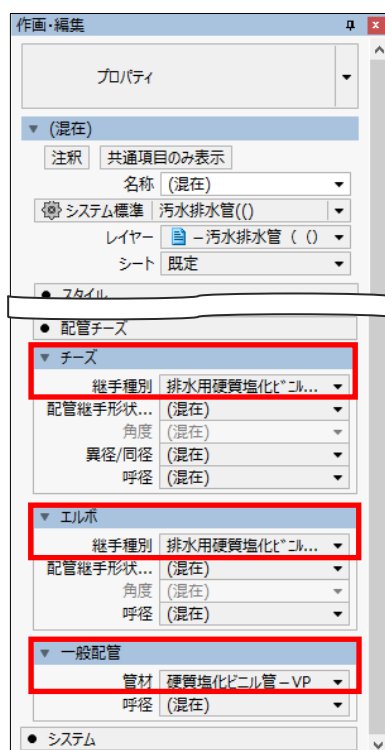 作画・編集
プロパティ
(混在)
注釈 共通項目のみ表示
名称 (混在)
システム標準 汚水排水管(()
レイヤー －汚水排水管（ ()
シート 既定
スタイル
配管チーズ
チーズ
継手種別 排水用硬質塩化ﾋﾞﾆﾙ...
配管継手形状... (混在)
角度 (混在)
異径/同径 (混在)
呼径 (混在)
エルボ
継手種別 排水用硬質塩化ﾋﾞﾆﾙ...
配管継手形状... (混在)
角度 (混在)
呼径 (混在)
一般配管
管材 硬質塩化ビニル管－VP
呼径 (混在)
システム